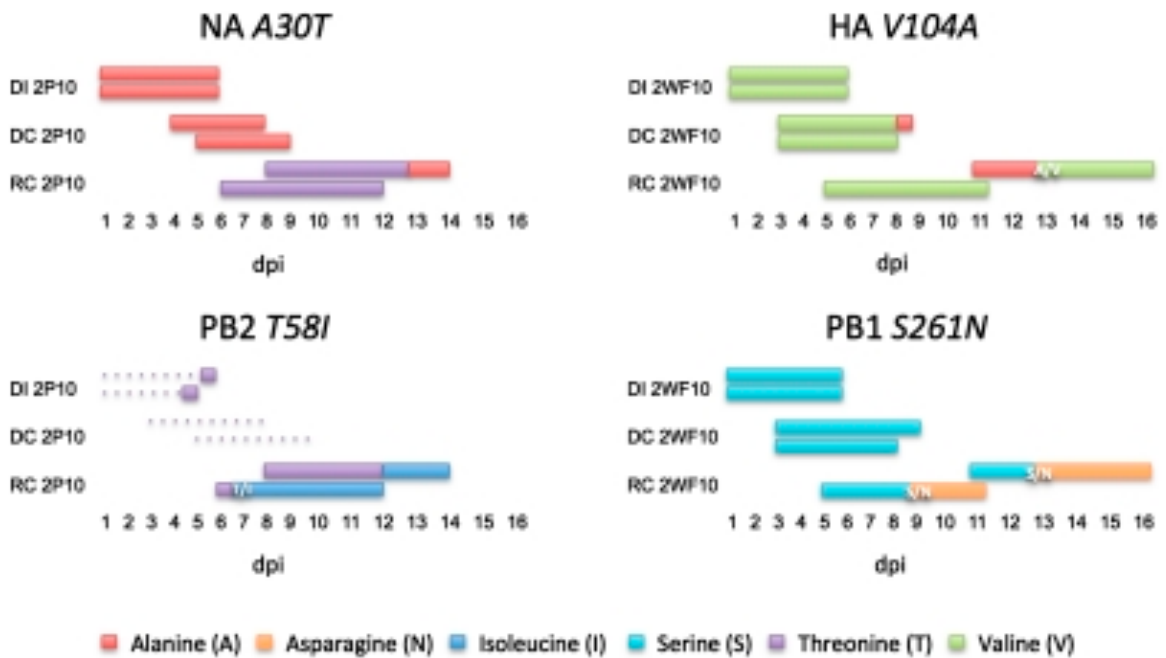 NA A30T
DI 2P10
DC 2P10
RC 2P10
1 2 3 4 5 6 7 8 9 10 11 12 13 14 15 16
dpi
HA V104A
DI 2WF10
DC 2WF10
RC 2WF10
A/V
1 2 3 4 5 6 7 8 9 10 11 12 13 14 15 16
dpi
PB2 T58I
DI 2P10
DC 2P10
RC 2P10
T/I
1 2 3 4 5 6 7 8 9 10 11 12 13 14 15 16
dpi
PB1 S261N
DI 2WF10
DC 2WF10
RC 2WF10
S/N
S/N
1 2 3 4 5 6 7 8 9 10 11 12 13 14 15 16
dpi
Alanine (A) Asparagine (N) Isoleucine (I) Serine (S) Threonine (T) Valine (V)